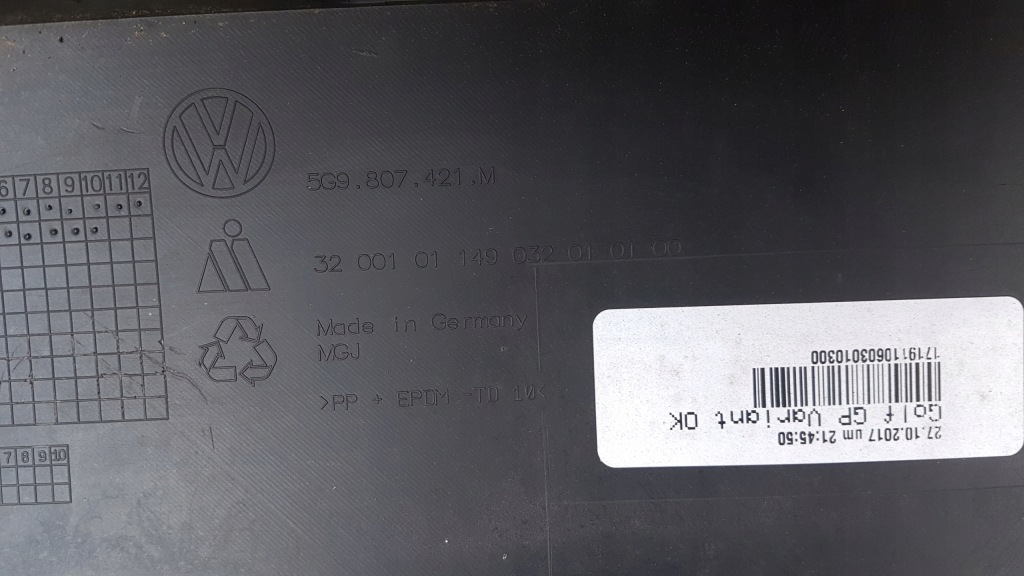 5G9.807.421.M
6 7 8 9 10 11 12
32 001 01 149 032 01 01 00
Made in Germany
MGJ
>PP + EPDM -TD 10<
7 8 9 10
27.10.2017 um 21:45:50
Golf GP Variant OK
1719110603010300